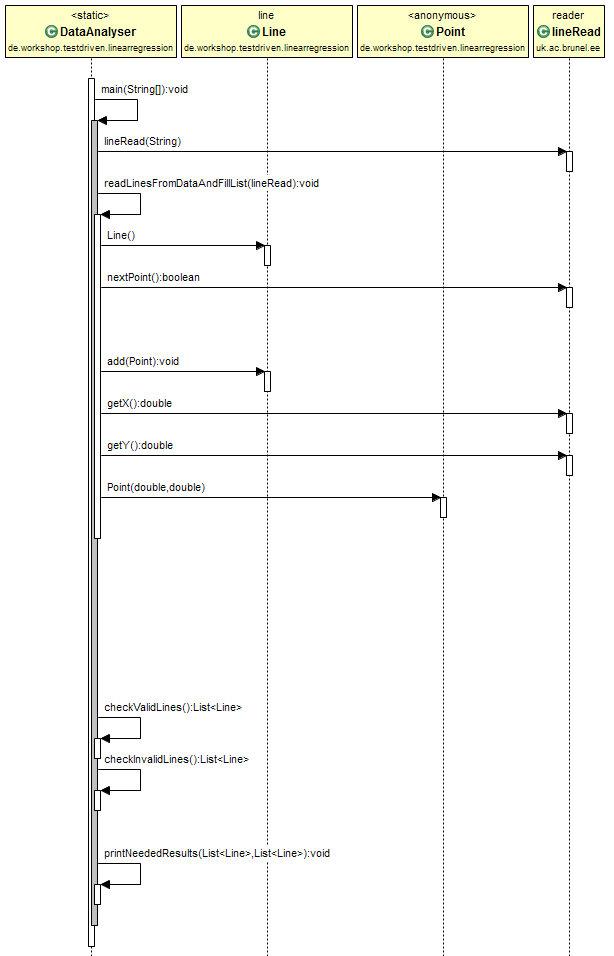 <static>
DataAnalyser
de.workshop.testdriven.linearregression
line
Line
de.workshop.testdriven.linearregression
<anonymous>
Point
de.workshop.testdriven.linearregression
reader
lineRead
uk.ac.brunel.ee
main(String[]):void
lineRead(String)
readLinesFromDataAndFillList(lineRead):void
Line()
nextPoint():boolean
add(Point):void
getX():double
getY():double
Point(double,double)
checkValidLines():List<Line>
checkInvalidLines():List<Line>
printNeededResults(List<Line>,List<Line>):void